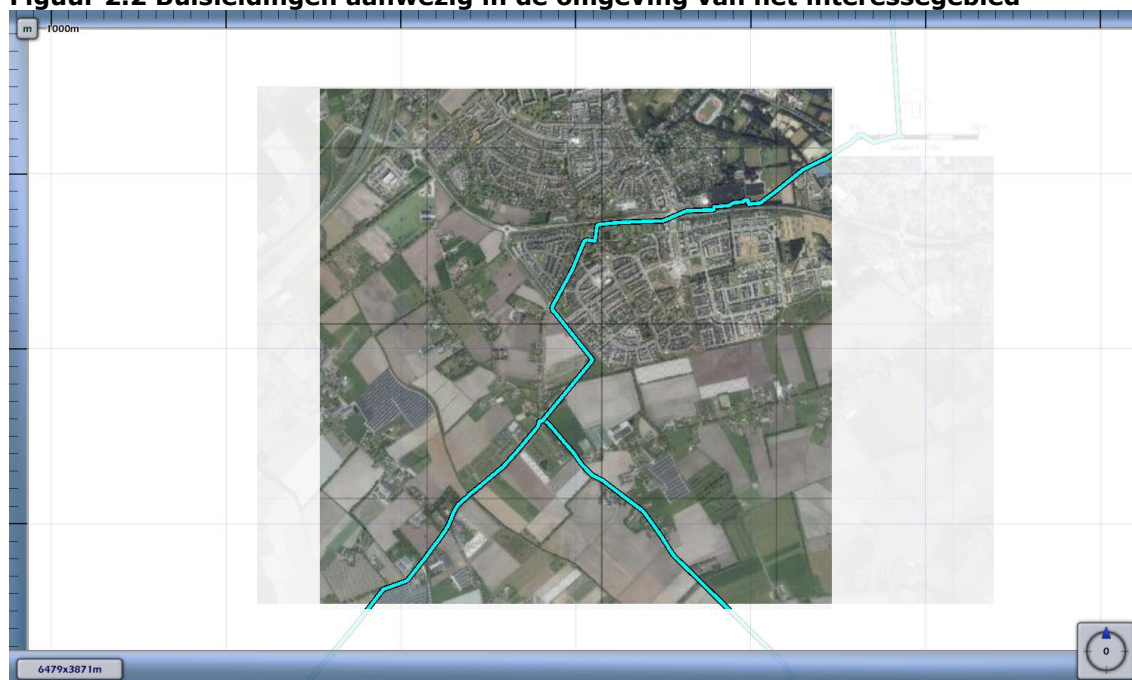 Figuur 2.2 Buisleidingen aanwezig in de omgeving van het interessegebied
m
1000m
6479x3871m
0